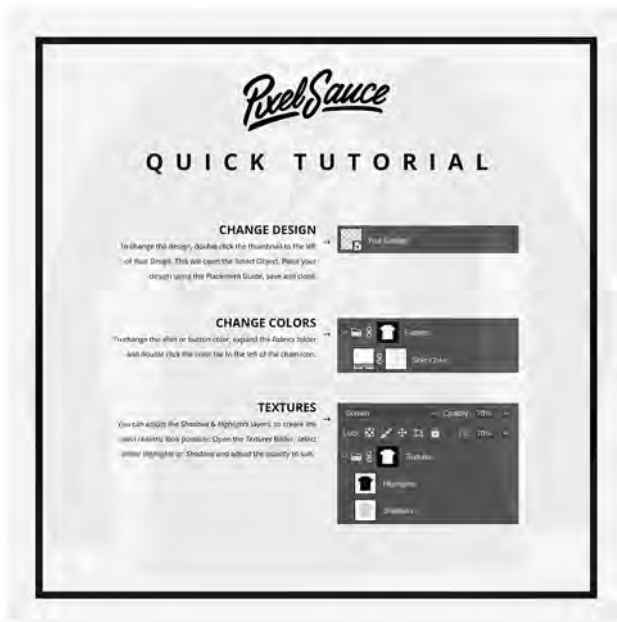 PixelSauce
QUICK TUTORIAL
CHANGE DESIGN
To change the design, double click the thumbnail to the left
of Your Design. This will open the Smart Object. Place your
design using the Placement Guide, save and close.
→
Your Design
CHANGE COLORS
To change the shirt or button color, expand the Fabrics folder
and double click the color tile to the left of the chain icon.
→
Fabrics
Shirt Color
TEXTURES
You can adjust the Shadows & Highlights layers, to create the
most realistic look possible. Open the Textures folder, select
either Highlights or Shadows and adjust the opacity to suit.
→
Screen Opacity: 70%
Lock: Fill: 70%
Textures
Highlights
Shadows